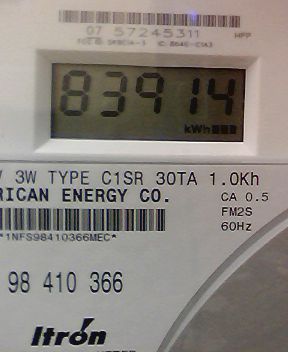 07 57245311
83914
kWh
V 3W TYPE C1SR 30TA 1.0Kh
RICAN ENERGY CO.
CA 0.5
FM2S
60Hz
*1NFS98410366MEC*
98 410 366
Itrón